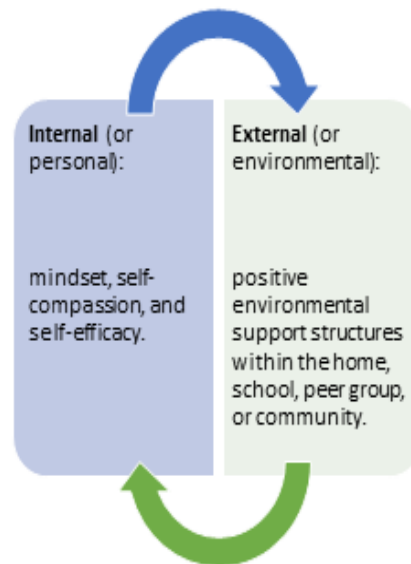 Internal (or
personal):
mindset, self-
compassion, and
self-efficacy.
External (or
environmental):
positive
environmental
support structures
within the home,
school, peer group,
or community.